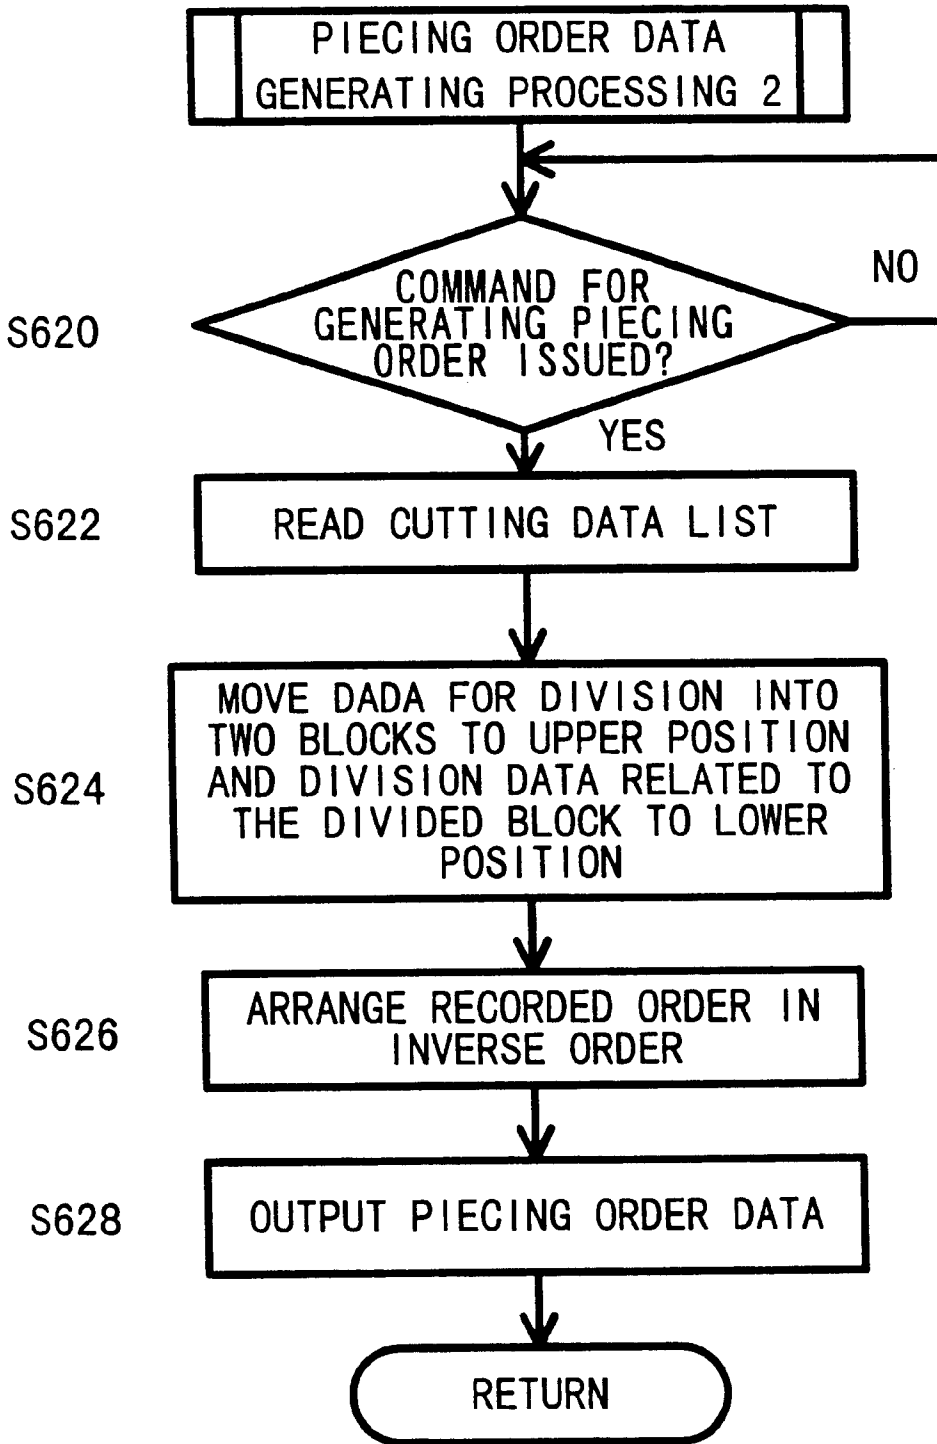 PIECING ORDER DATA
GENERATING PROCESSING 2
NO
COMMAND FOR
GENERATING PIECING
ORDER ISSUED?
S620
YES
S622
READ CUTTING DATA LIST
MOVE DADA FOR DIVISION INTO
TWO BLOCKS TO UPPER POSITION
S624
AND DIVISION DATA RELATED TO
THE DIVIDED BLOCK TO LOWER
POSITION
ARRANGE RECORDED ORDER IN
S626
INVERSE ORDER
S628
OUTPUT PIECING ORDER DATA
RETURN